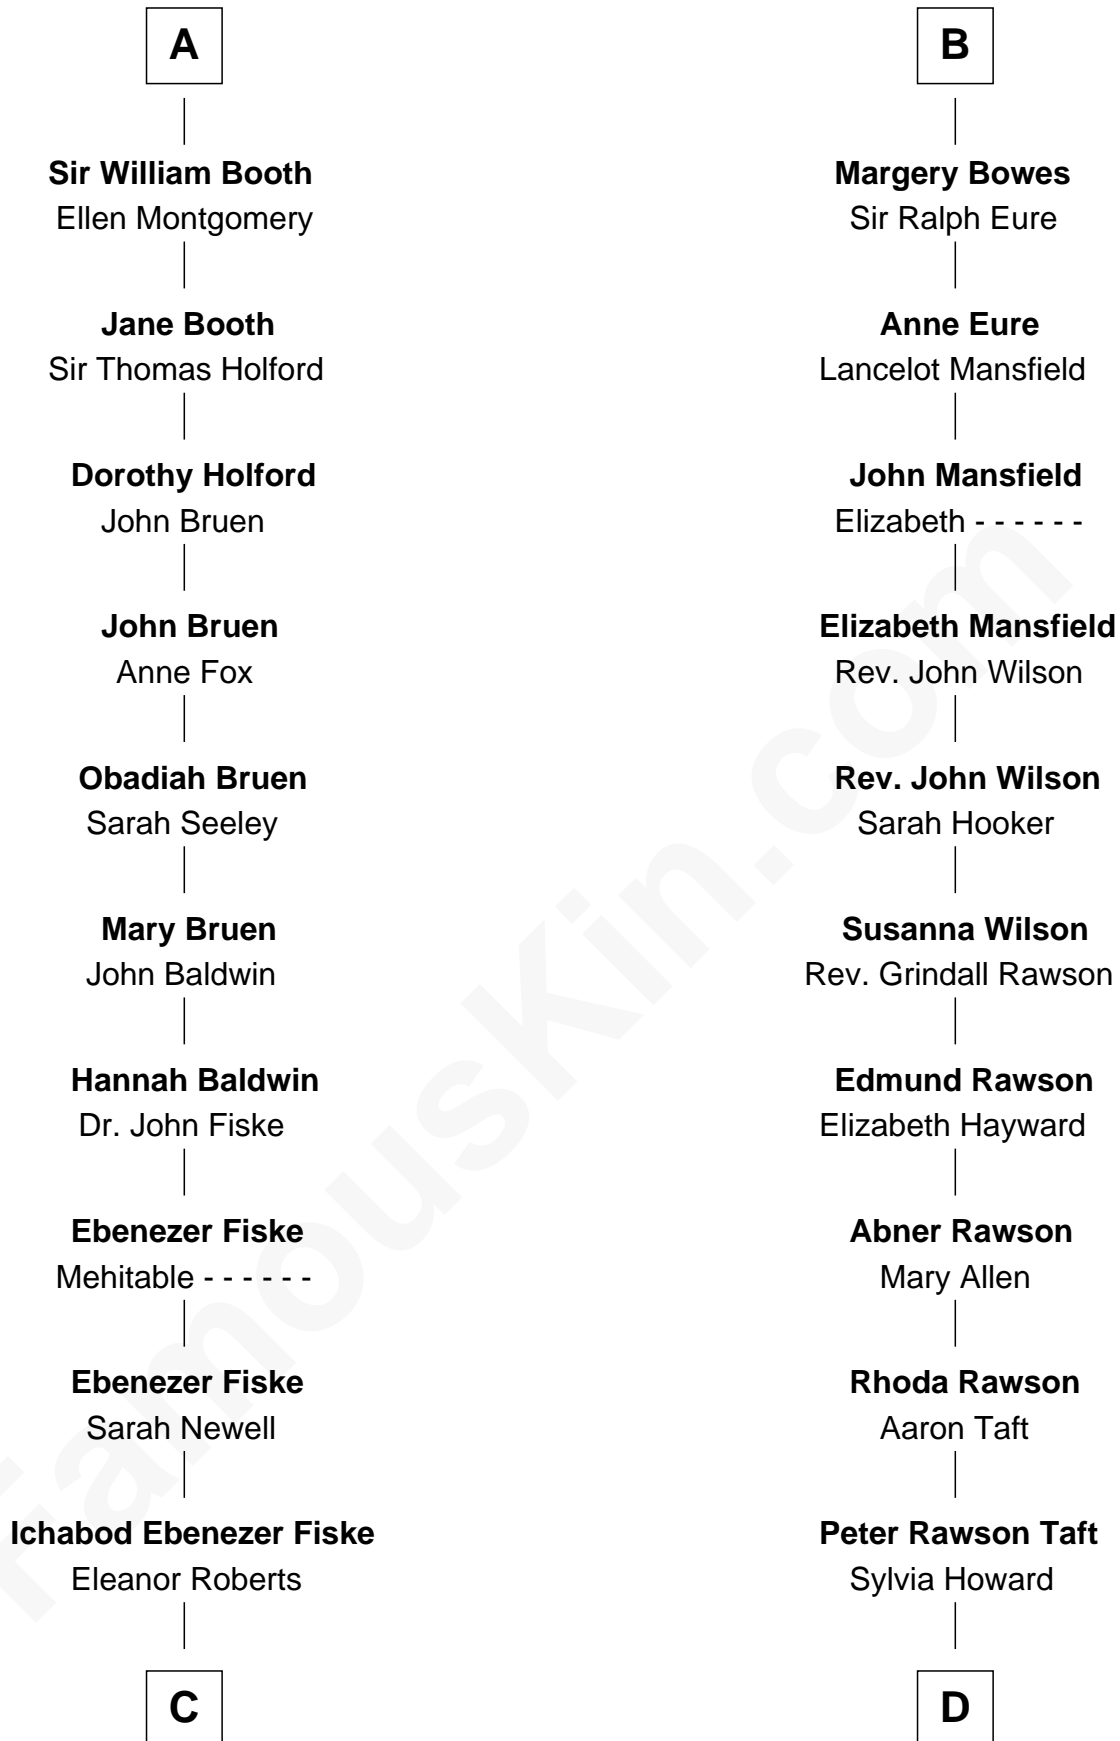 A
Sir William Booth
Ellen Montgomery
Jane Booth
Sir Thomas Holford
Dorothy Holford
John Bruen
John Bruen
Anne Fox
Obadiah Bruen
Sarah Seeley
Mary Bruen
John Baldwin
Hannah Baldwin
Dr. John Fiske
Ebenezer Fiske
Mehitable - - - - - -
Ebenezer Fiske
Sarah Newell
Ichabod Ebenezer Fiske
Eleanor Roberts
C
B
Margery Bowes
Sir Ralph Eure
Anne Eure
Lancelot Mansfield
John Mansfield
Elizabeth - - - - - -
Elizabeth Mansfield
Rev. John Wilson
Rev. John Wilson
Sarah Hooker
Susanna Wilson
Rev. Grindall Rawson
Edmund Rawson
Elizabeth Hayward
Abner Rawson
Mary Allen
Rhoda Rawson
Aaron Taft
Peter Rawson Taft
Sylvia Howard
D
FamousKin.com